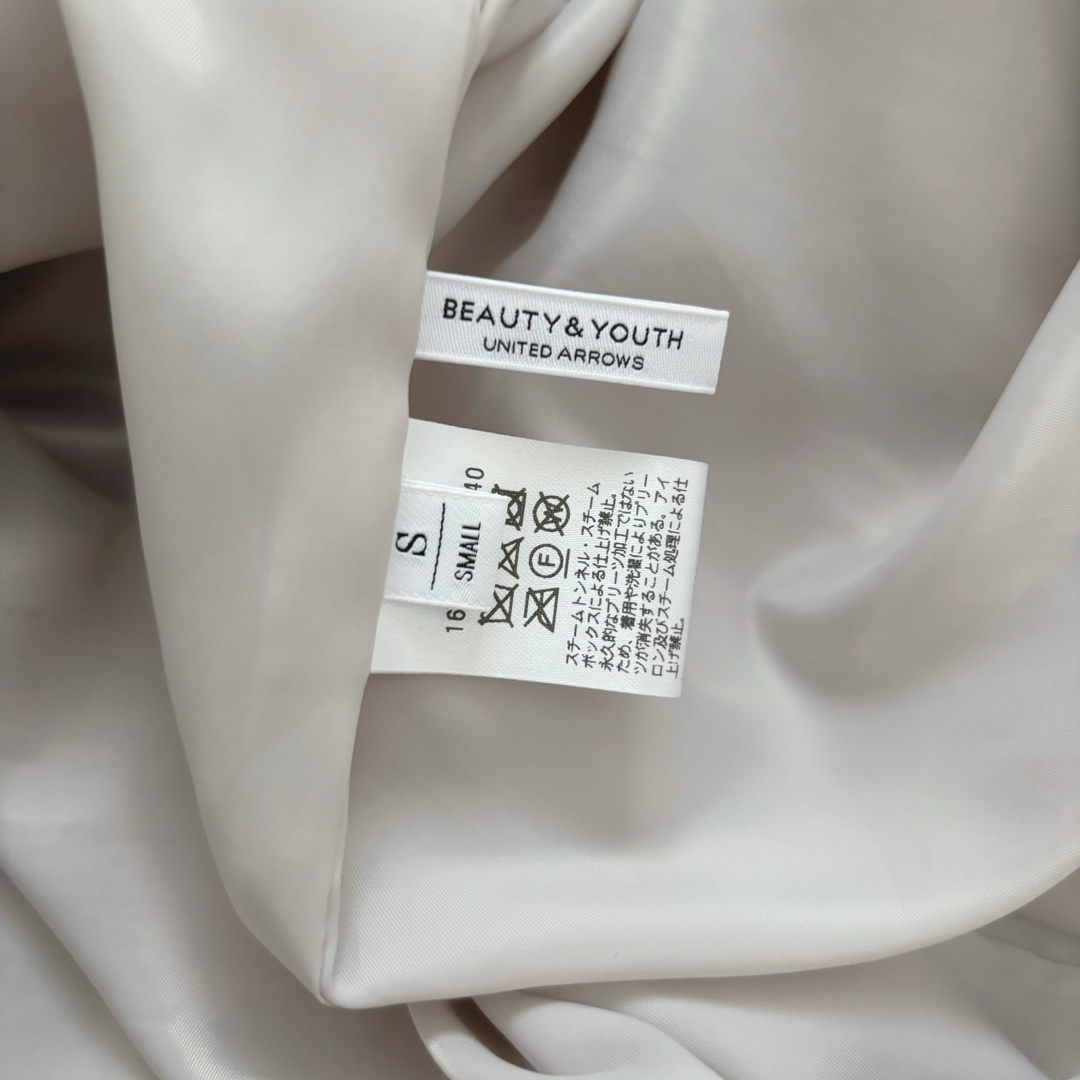 BEAUTY & YOUTH
UNITED ARROWS
S
SMALL
16
40
W
F
スチームトンネル・スチーム
ボックスによる仕上げ禁止。
永久的なプリーツ加工ではない
ため、着用や洗濯によりプリー
ツが消失することがある。アイ
ロン及びスチーム処理による仕
上げ禁止。